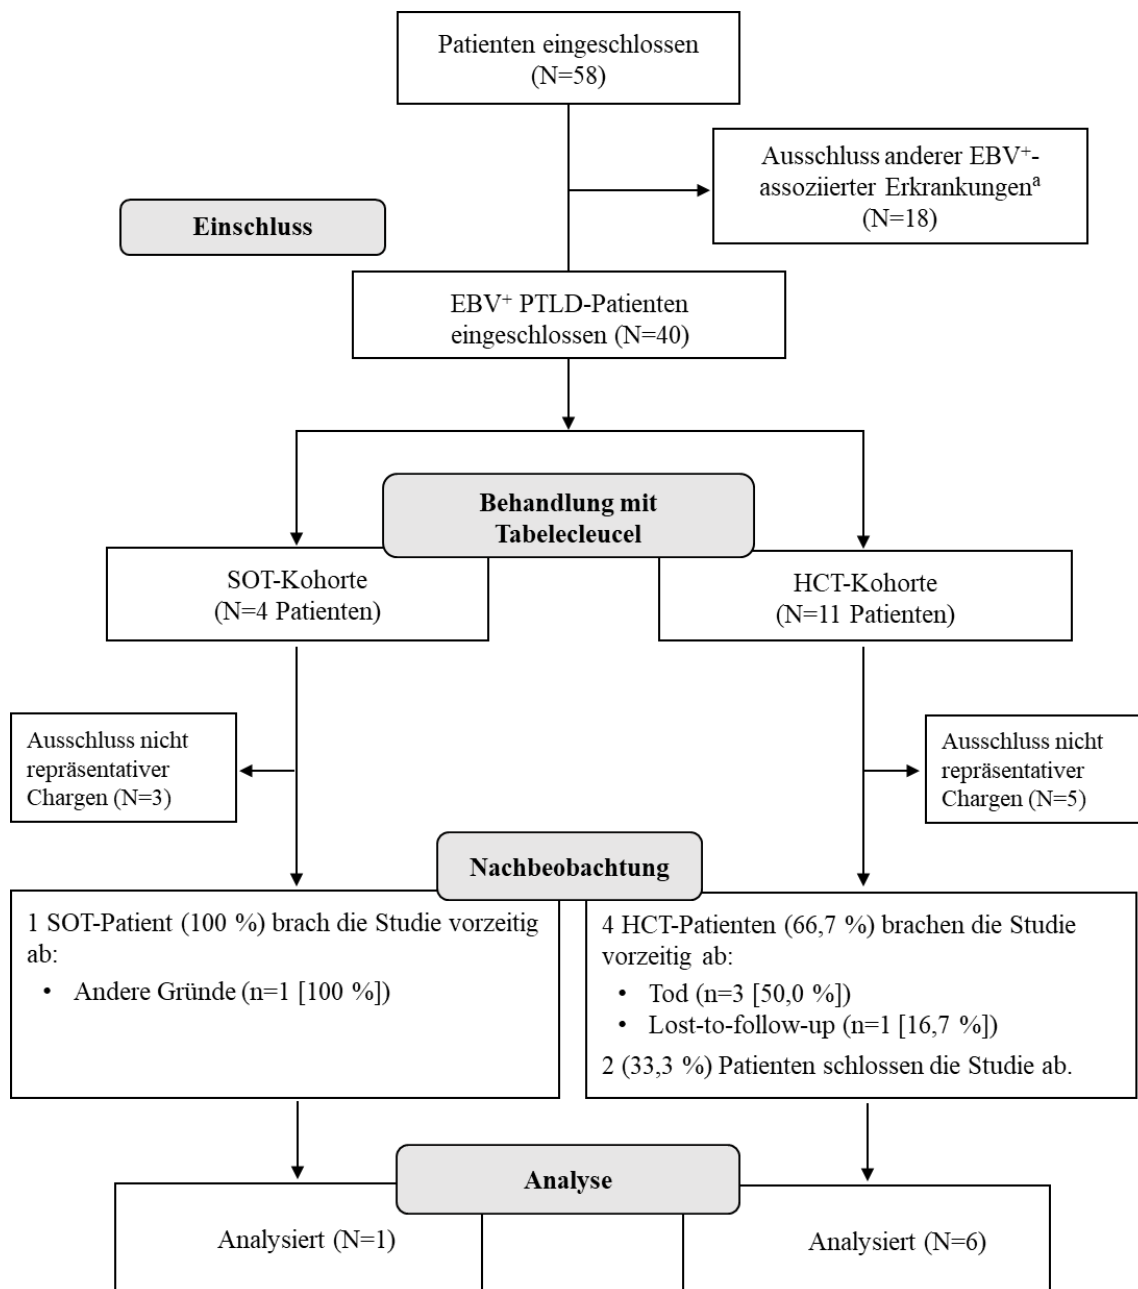 Patienten eingeschlossen
(N=58)
Ausschluss anderer EBV⁺-
assoziierter Erkrankungenᵃ
(N=18)
Einschluss
EBV⁺ PTLD-Patienten
eingeschlossen (N=40)
Behandlung mit
Tabelecleucel
SOT-Kohorte
(N=4 Patienten)
HCT-Kohorte
(N=11 Patienten)
Ausschluss nicht
repräsentativer
Chargen (N=3)
Ausschluss nicht
repräsentativer
Chargen (N=5)
Nachbeobachtung
1 SOT-Patient (100 %) brach die Studie vorzeitig
ab:
• Andere Gründe (n=1 [100 %])
4 HCT-Patienten (66,7 %) brachen die Studie
vorzeitig ab:
• Tod (n=3 [50,0 %])
• Lost-to-follow-up (n=1 [16,7 %])
2 (33,3 %) Patienten schlossen die Studie ab.
Analyse
Analysiert (N=1)
Analysiert (N=6)